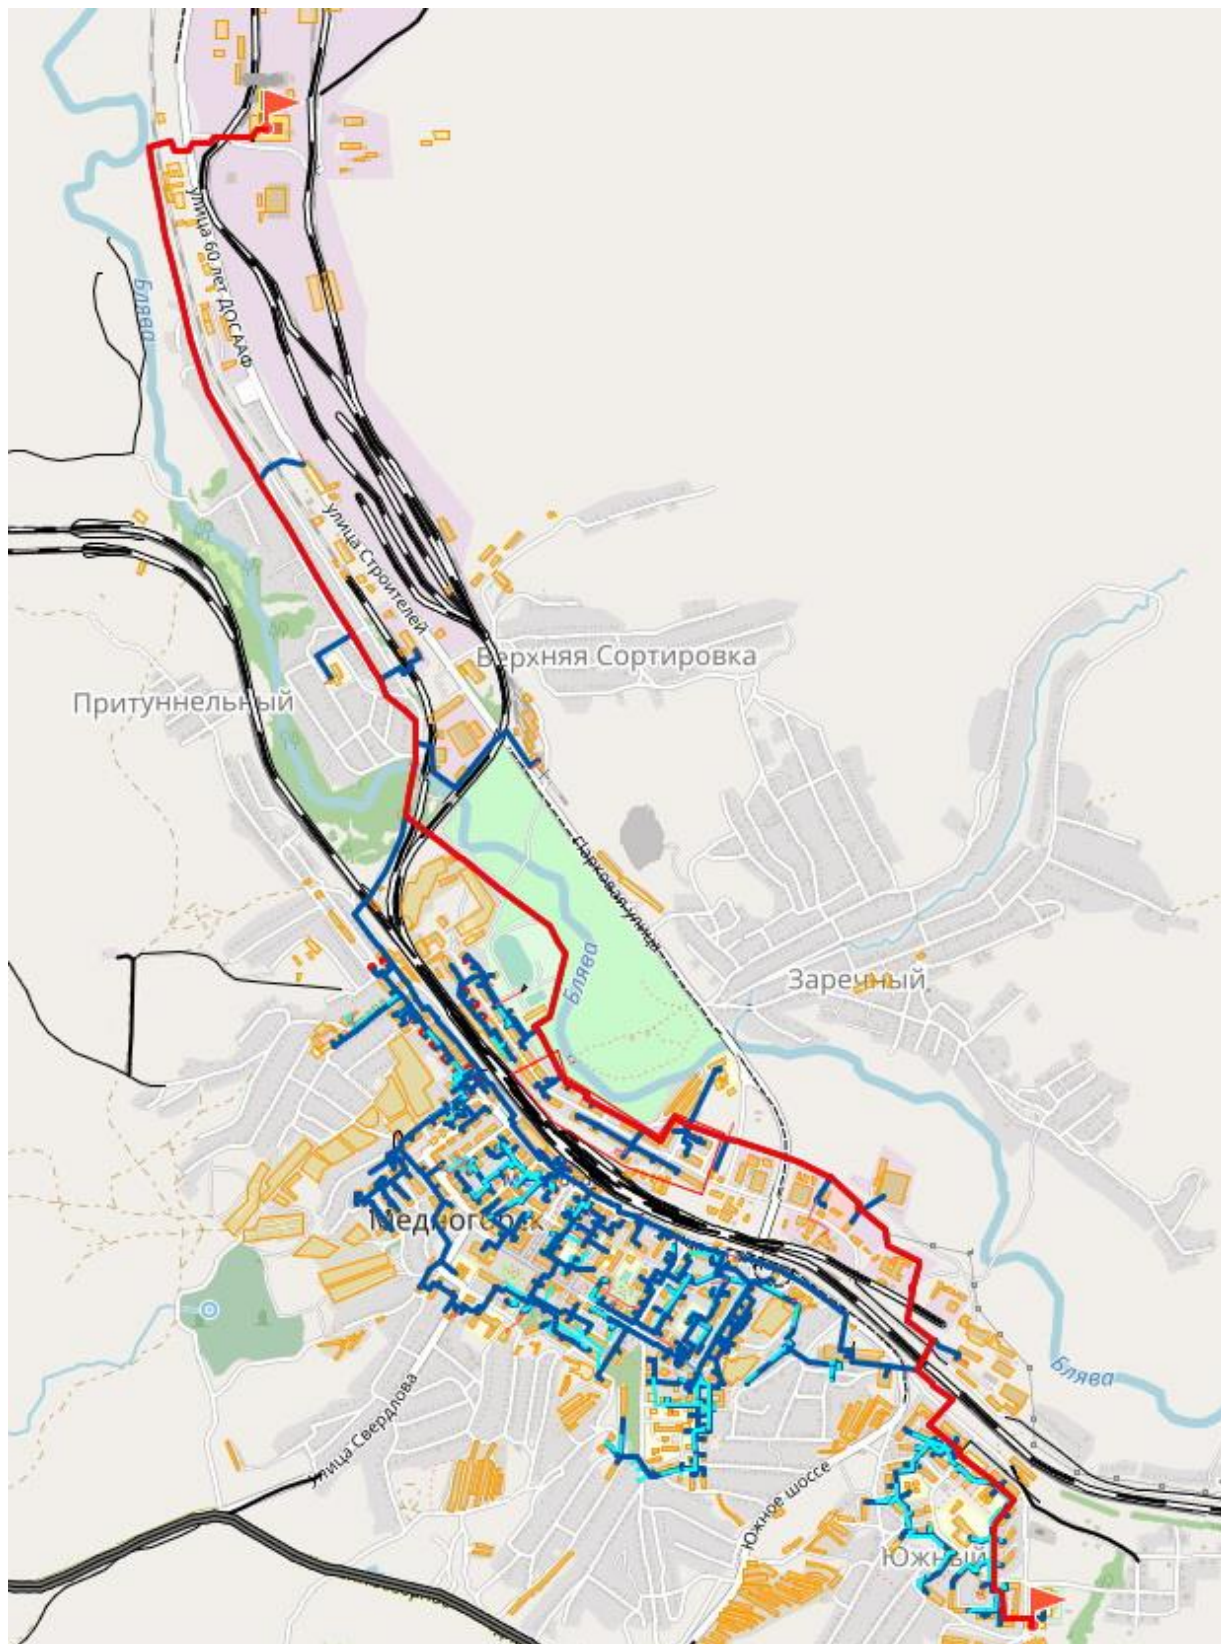 улица 60 лет ДОСААФ
Блява
улица Строителей
Верхняя Сортировка
Притуннельный
Парковая улица
Блява
Заречный
Медногорск
Блява
улица Свердлова
Южное шоссе
Южный